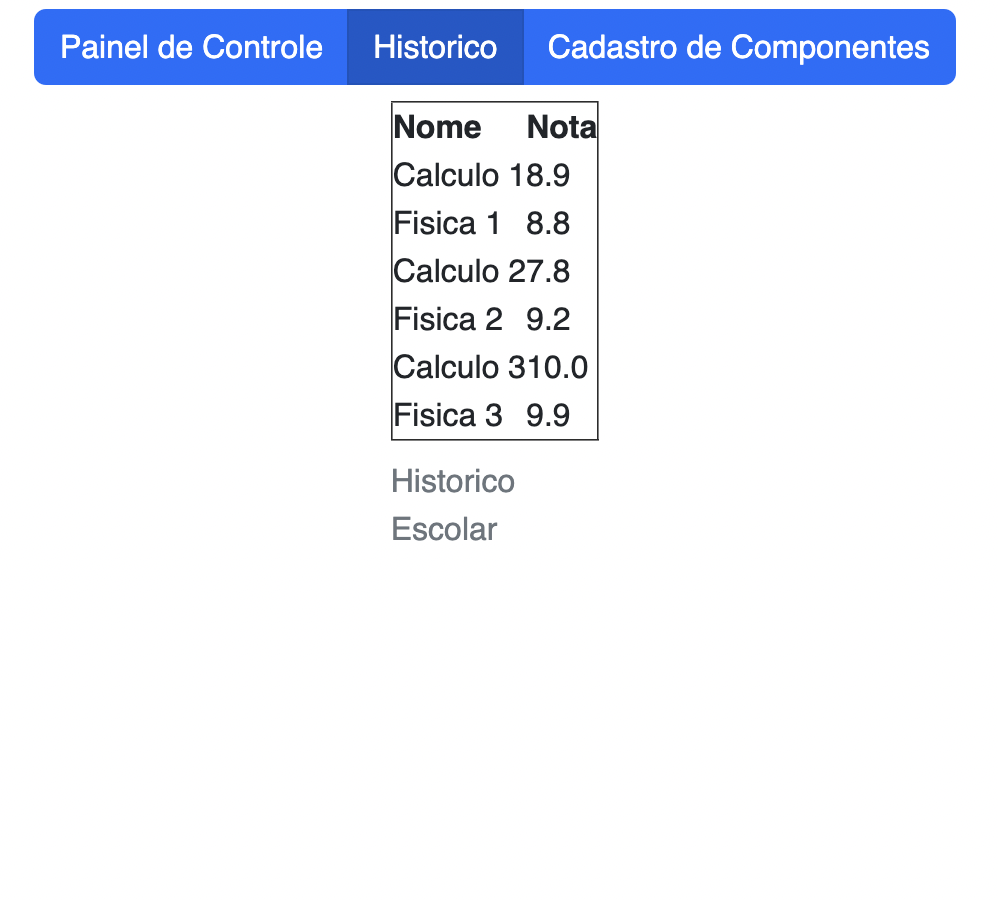 Painel de Controle Historico Cadastro de Componentes
Nome Nota
Calculo 1 8.9
Fisica 1 8.8
Calculo 2 7.8
Fisica 2 9.2
Calculo 3 10.0
Fisica 3 9.9
Historico
Escolar